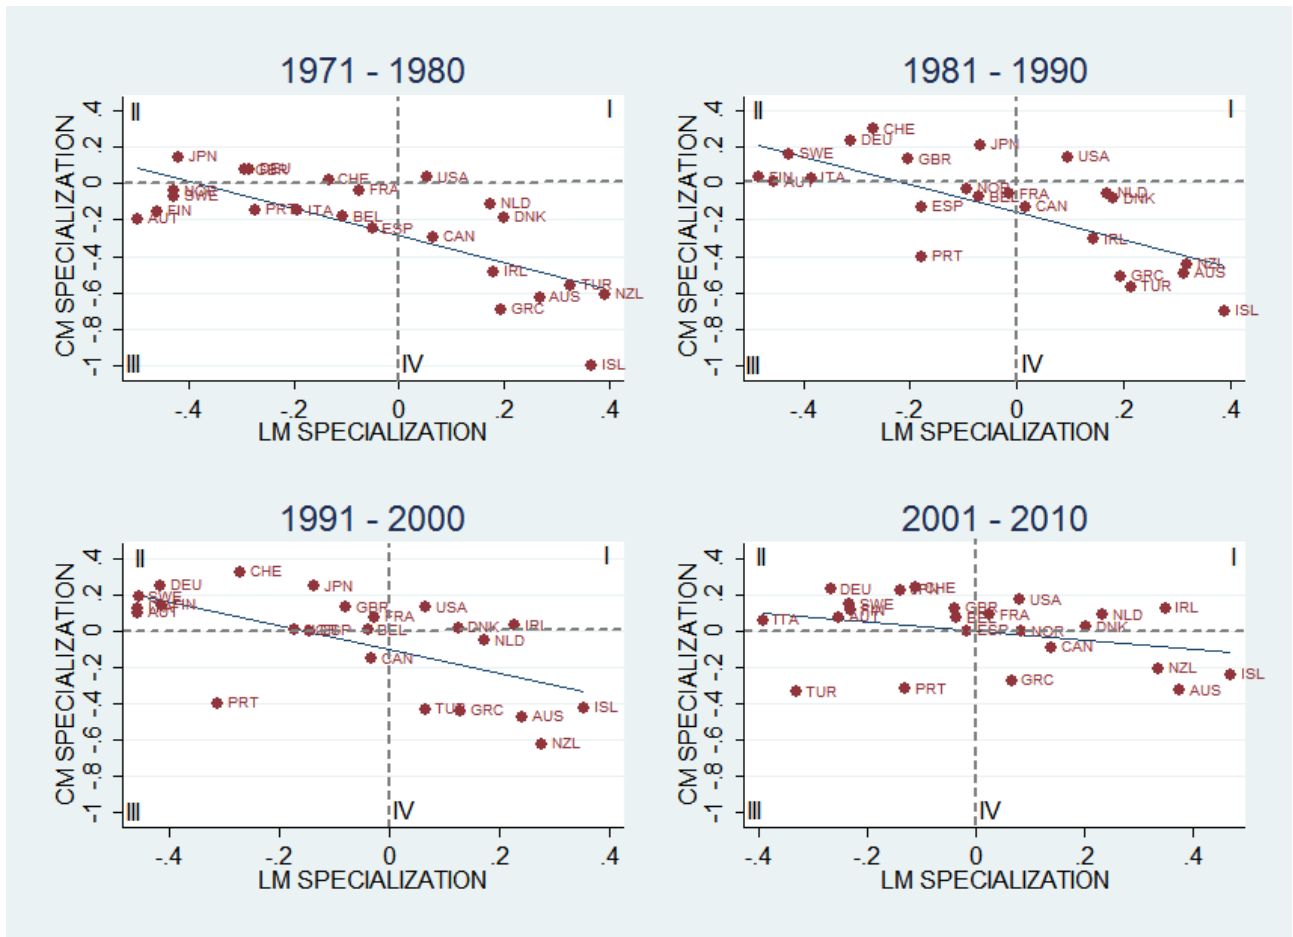 1971 - 1980
II
I
JPN
DEU
CHE
USA
FRA
SWE
NLD
FIN
AUT
PRT
ITA
BEL
DNK
ESP
CAN
IRL
TUR
AUS
NZL
GRC
ISL
III
IV
.4
.2
0
-.2
-.4
-.6
-.8
-1
CM SPECIALIZATION
-.4
-.2
0
.2
.4
LM SPECIALIZATION
1981 - 1990
II
I
CHE
DEU
JPN
SWE
GBR
USA
FIN
AUT
ITA
NOR
BEL
FRA
NLD
DNK
ESP
CAN
IRL
PRT
NZL
AUS
GRC
TUR
ISL
III
IV
.4
.2
0
-.2
-.4
-.6
-.8
-1
CM SPECIALIZATION
-.4
-.2
0
.2
.4
LM SPECIALIZATION
1991 - 2000
II
I
CHE
DEU
JPN
SWE
FIN
AUT
GBR
USA
FRA
IRL
DNK
BEL
ESP
NLD
CAN
PRT
TUR
GRC
AUS
ISL
NZL
III
IV
.4
.2
0
-.2
-.4
-.6
-.8
-1
CM SPECIALIZATION
-.4
-.2
0
.2
.4
LM SPECIALIZATION
2001 - 2010
II
I
DEU
JPN
CHE
USA
SWE
FIN
GBR
IRL
FRA
NLD
AUT
BEL
ITA
DNK
ESP
NOR
CAN
NZL
ISL
GRC
PRT
TUR
AUS
III
IV
.4
.2
0
-.2
-.4
-.6
-.8
-1
CM SPECIALIZATION
-.4
-.2
0
.2
.4
LM SPECIALIZATION